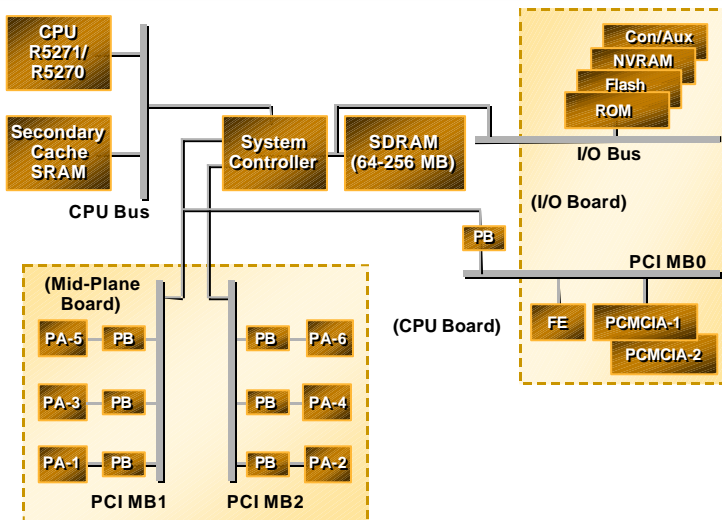 CPU
R5271/
R5270
Secondary
Cache
SRAM
CPU Bus
System
Controller
SDRAM
(64-256 MB)
Con/Aux
NVRAM
Flash
ROM
I/O Bus
(I/O Board)
PB
PCI MB0
(CPU Board)
FE
PCMCIA-1
PCMCIA-2
(Mid-Plane
Board)
PA-5
PB
PB
PA-6
PA-3
PB
PB
PA-4
PA-1
PB
PB
PA-2
PCI MB1
PCI MB2